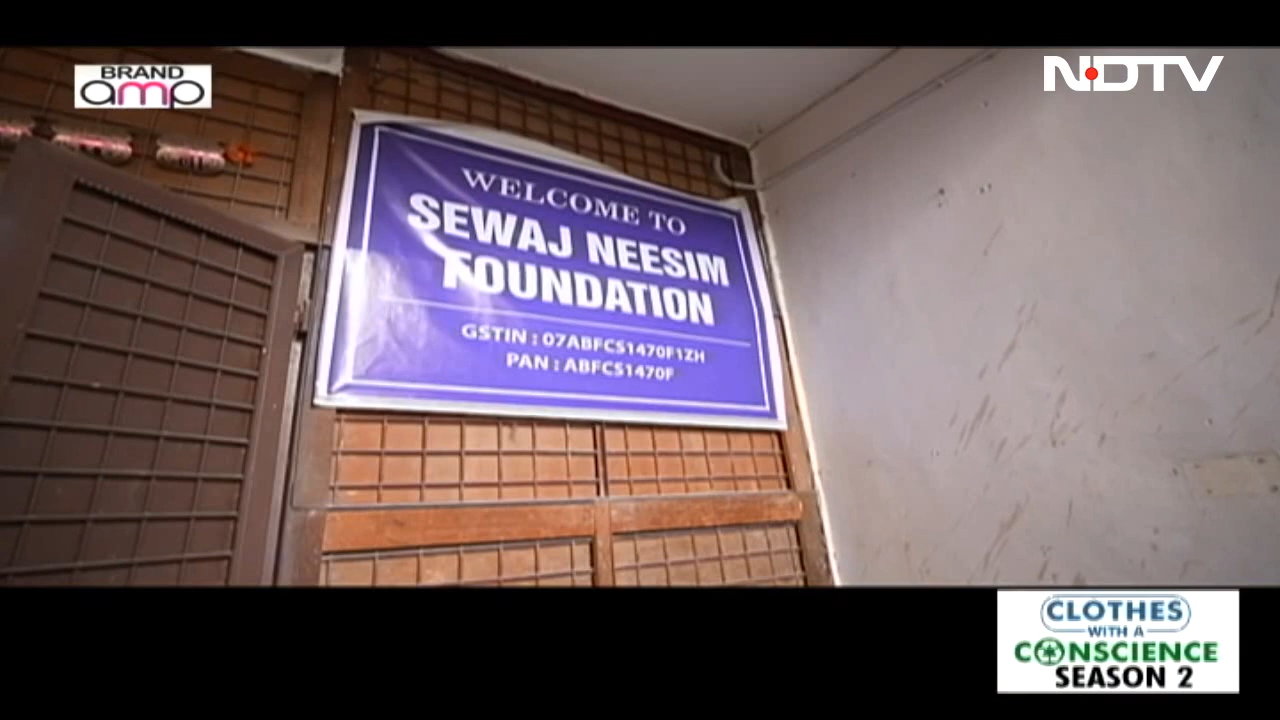 BRAND
amp
NDTV
WELCOME TO
SEWAJ NEESIM
FOUNDATION
GSTIN : 07ABFCS1470F1ZH
PAN : ABFCS1470F
CLOTHES
WITH A
CONSCIENCE
SEASON 2